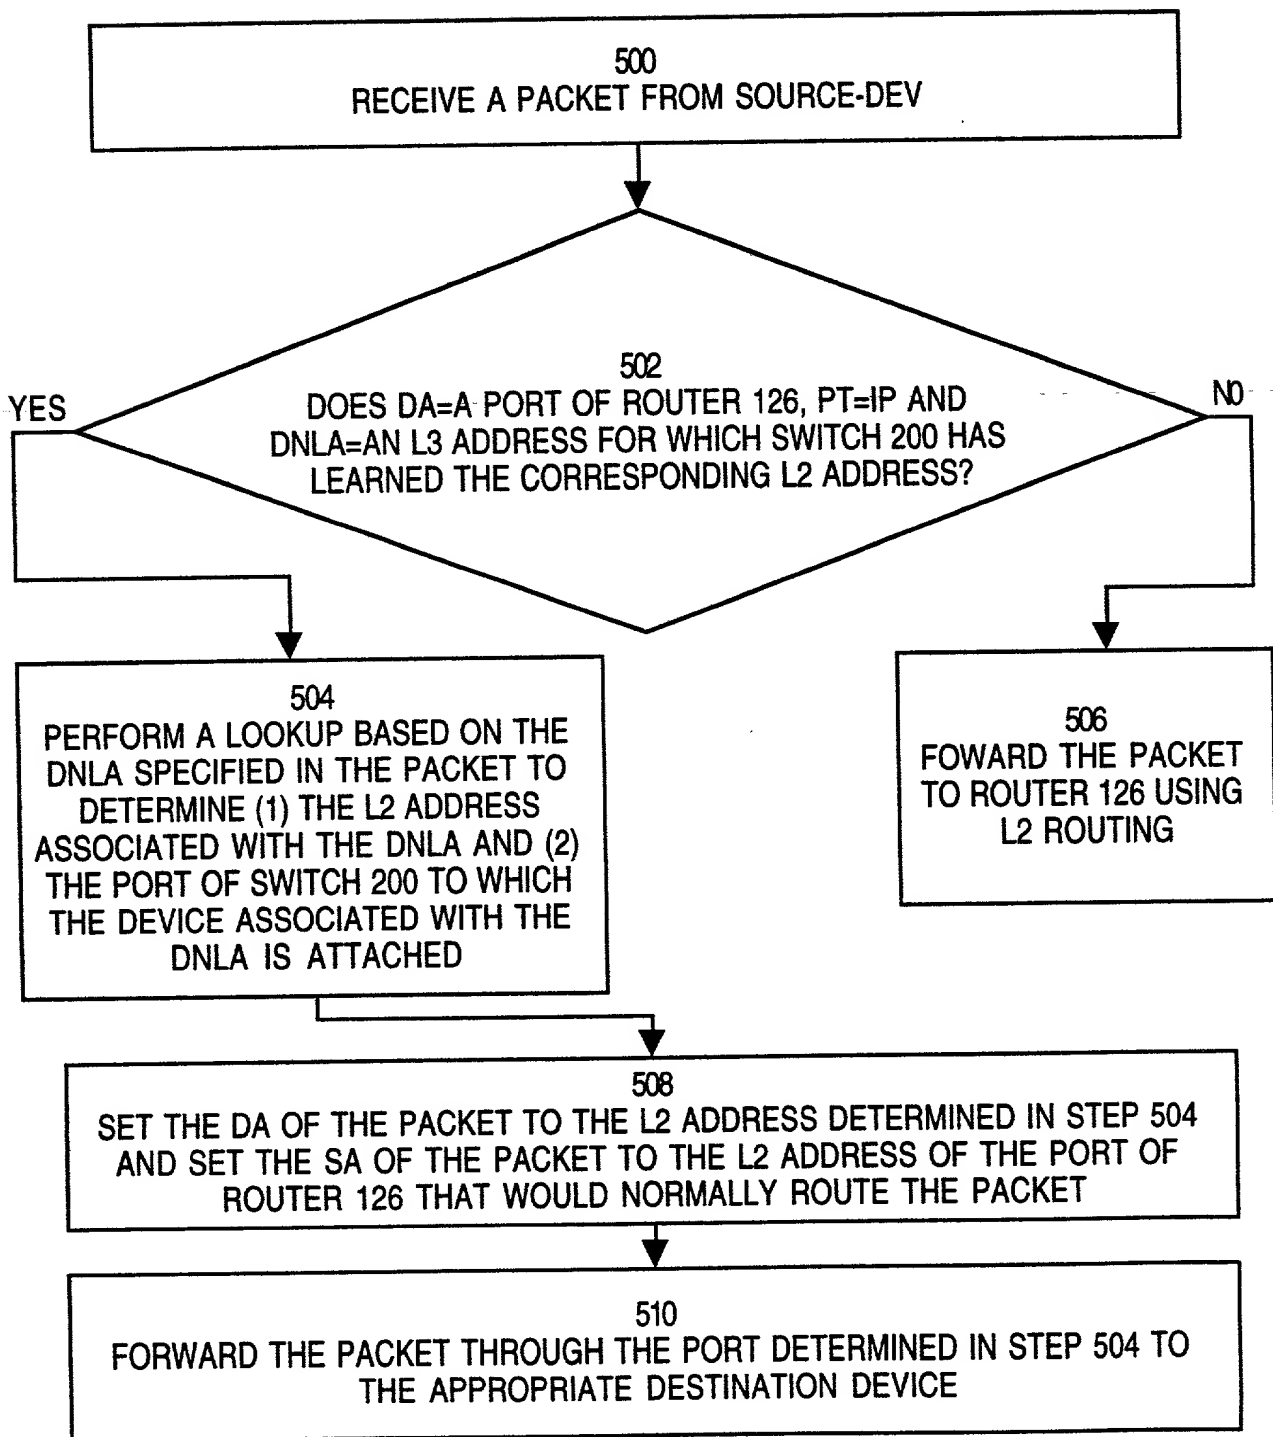 500
RECEIVE A PACKET FROM SOURCE-DEV
502
DOES DA=A PORT OF ROUTER 126, PT=IP AND
DNLA=AN L3 ADDRESS FOR WHICH SWITCH 200 HAS
LEARNED THE CORRESPONDING L2 ADDRESS?
YES
NO
504
PERFORM A LOOKUP BASED ON THE
DNLA SPECIFIED IN THE PACKET TO
DETERMINE (1) THE L2 ADDRESS
ASSOCIATED WITH THE DNLA AND (2)
THE PORT OF SWITCH 200 TO WHICH
THE DEVICE ASSOCIATED WITH THE
DNLA IS ATTACHED
506
FOWARD THE PACKET
TO ROUTER 126 USING
L2 ROUTING
508
SET THE DA OF THE PACKET TO THE L2 ADDRESS DETERMINED IN STEP 504
AND SET THE SA OF THE PACKET TO THE L2 ADDRESS OF THE PORT OF
ROUTER 126 THAT WOULD NORMALLY ROUTE THE PACKET
510
FORWARD THE PACKET THROUGH THE PORT DETERMINED IN STEP 504 TO
THE APPROPRIATE DESTINATION DEVICE